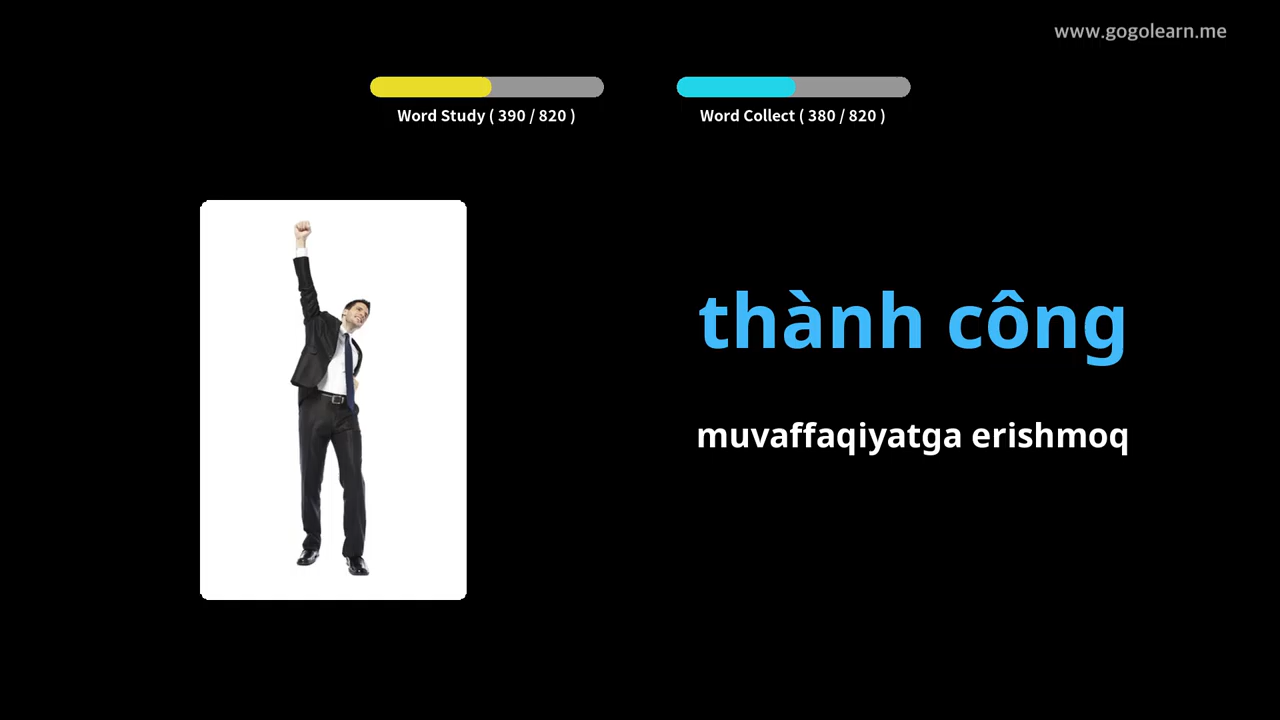 www.gogolearn.me
Word Study ( 390 / 820 )
Word Collect ( 380 / 820 )
thành công
muvaffaqiyatga erishmoq